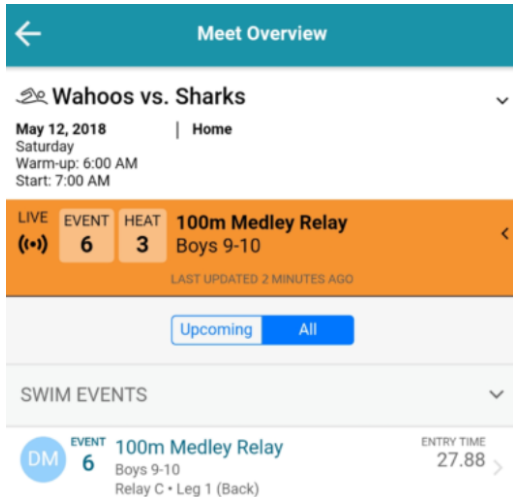 Meet Overview
Wahoos vs. Sharks
May 12, 2018 | Home
Saturday
Warm-up: 6:00 AM
Start: 7:00 AM
LIVE EVENT HEAT 100m Medley Relay
6 3 Boys 9-10
LAST UPDATED 2 MINUTES AGO
Upcoming All
SWIM EVENTS
EVENT 100m Medley Relay ENTRY TIME
DM 6 Boys 9-10 27.88
Relay C • Leg 1 (Back)